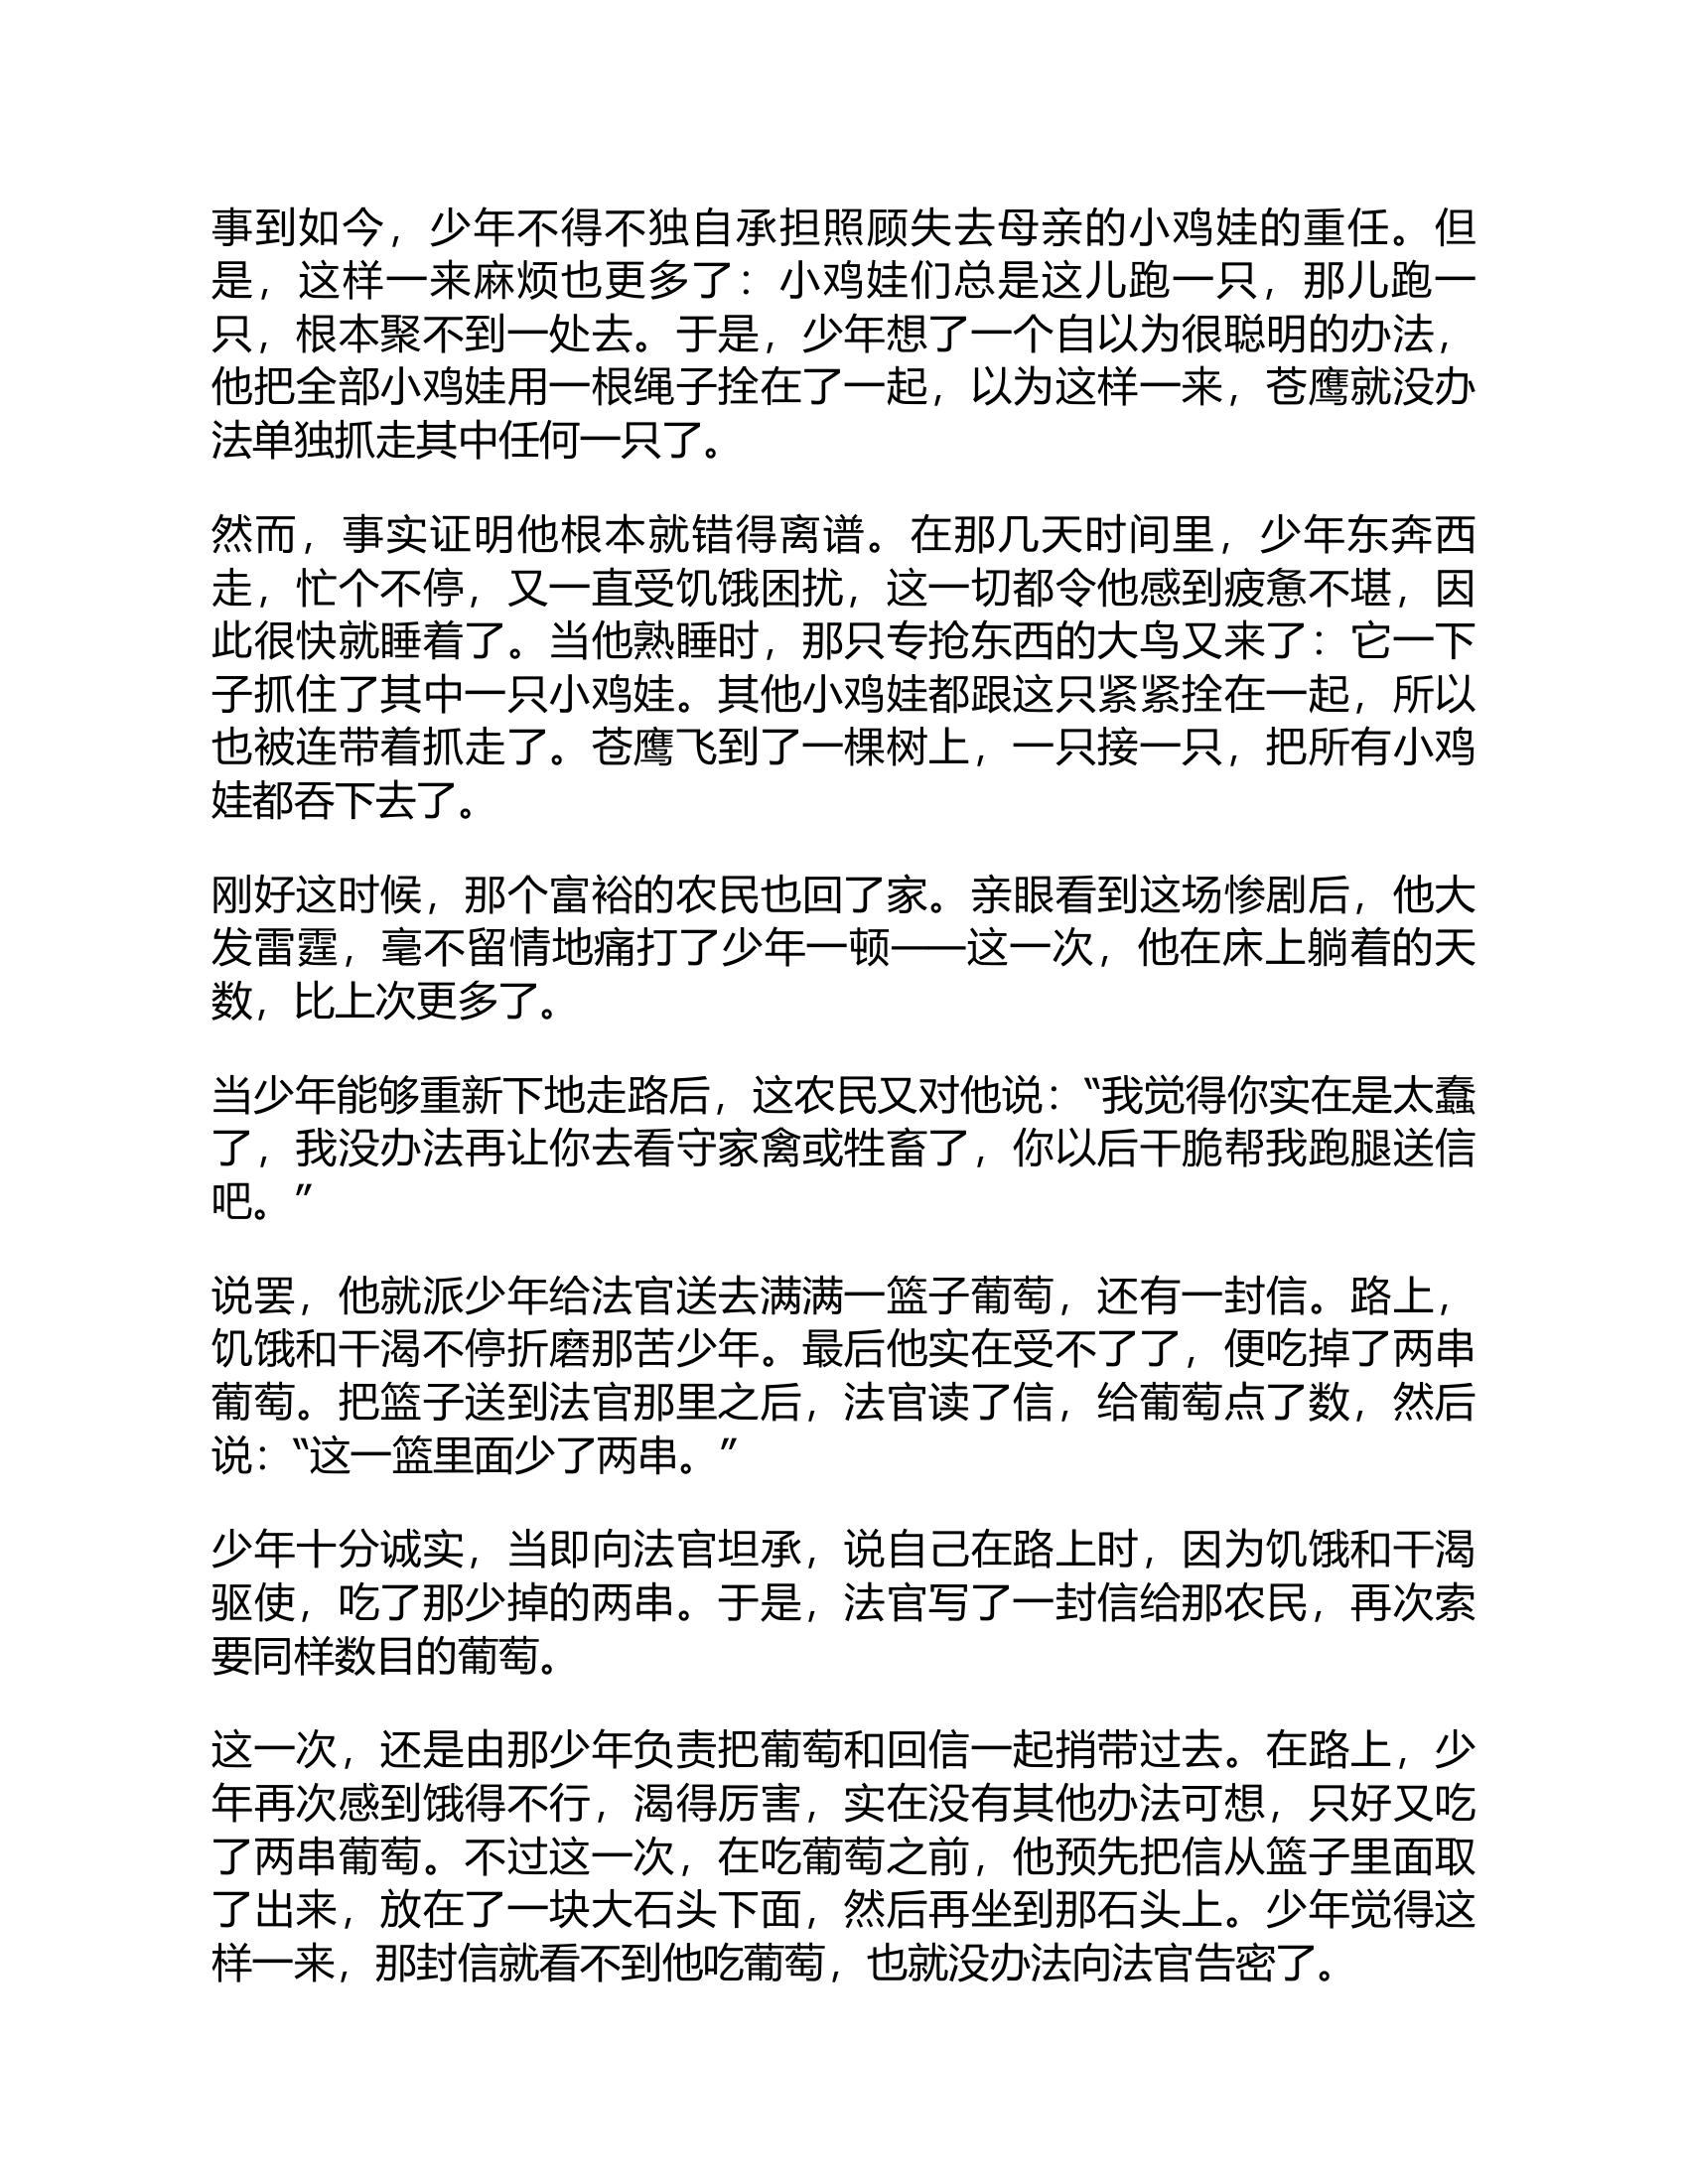 事到如今，少年不得不独自承担照顾失去母亲的小鸡娃的重任。但
是，这样一来麻烦也更多了：小鸡娃们总是这儿跑一只，那儿跑一
只，根本聚不到一处去。于是，少年想了一个自以为很聪明的办法，
他把全部小鸡娃用一根绳子拴在了一起，以为这样一来，苍鹰就没办
法单独抓走其中任何一只了。
然而，事实证明他根本就错得离谱。在那几天时间里，少年东奔西
走，忙个不停，又一直受饥饿困扰，这一切都令他感到疲惫不堪，因
此很快就睡着了。当他熟睡时，那只专抢东西的大鸟又来了：它一下
子抓住了其中一只小鸡娃。其他小鸡娃都跟这只紧紧拴在一起，所以
也被连带着抓走了。苍鹰飞到了一棵树上，一只接一只，把所有小鸡
娃都吞下去了。
刚好这时候，那个富裕的农民也回了家。亲眼看到这场惨剧后，他大
发雷霆，毫不留情地痛打了少年一顿——这一次，他在床上躺着的天
数，比上次更多了。
当少年能够重新下地走路后，这农民又对他说：“我觉得你实在是太蠢
了，我没办法再让你去看守家禽或牲畜了，你以后干脆帮我跑腿送信
吧。”
说罢，他就派少年给法官送去满满一篮子葡萄，还有一封信。路上，
饥饿和干渴不停折磨那苦少年。最后他实在受不了了，便吃掉了两串
葡萄。把篮子送到法官那里之后，法官读了信，给葡萄点了数，然后
说：“这一篮里面少了两串。”
少年十分诚实，当即向法官坦承，说自己在路上时，因为饥饿和干渴
驱使，吃了那少掉的两串。于是，法官写了一封信给那农民，再次索
要同样数目的葡萄。
这一次，还是由那少年负责把葡萄和回信一起捎带过去。在路上，少
年再次感到饿得不行，渴得厉害，实在没有其他办法可想，只好又吃
了两串葡萄。不过这一次，在吃葡萄之前，他预先把信从篮子里面取
了出来，放在了一块大石头下面，然后再坐到那石头上。少年觉得这
样一来，那封信就看不到他吃葡萄，也就没办法向法官告密了。